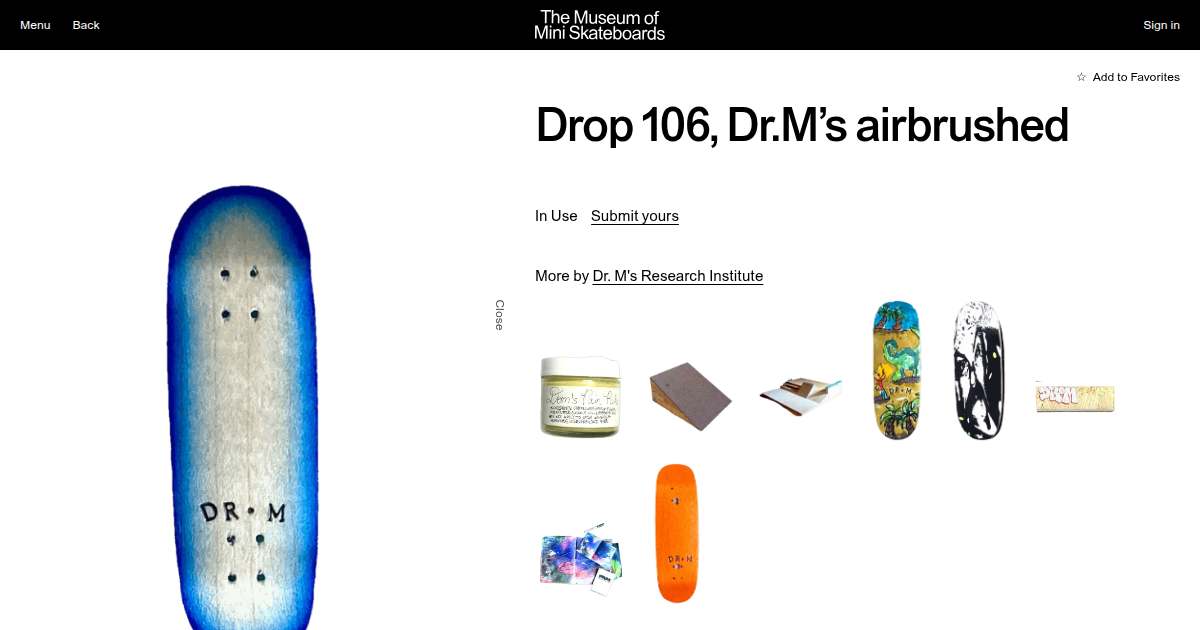 Menu
Back
The Museum of
Mini Skateboards
Sign in
☆ Add to Favorites
Drop 106, Dr.M’s airbrushed
In Use Submit yours
More by Dr. M's Research Institute
Close
DR•M
DR•M
DR•M